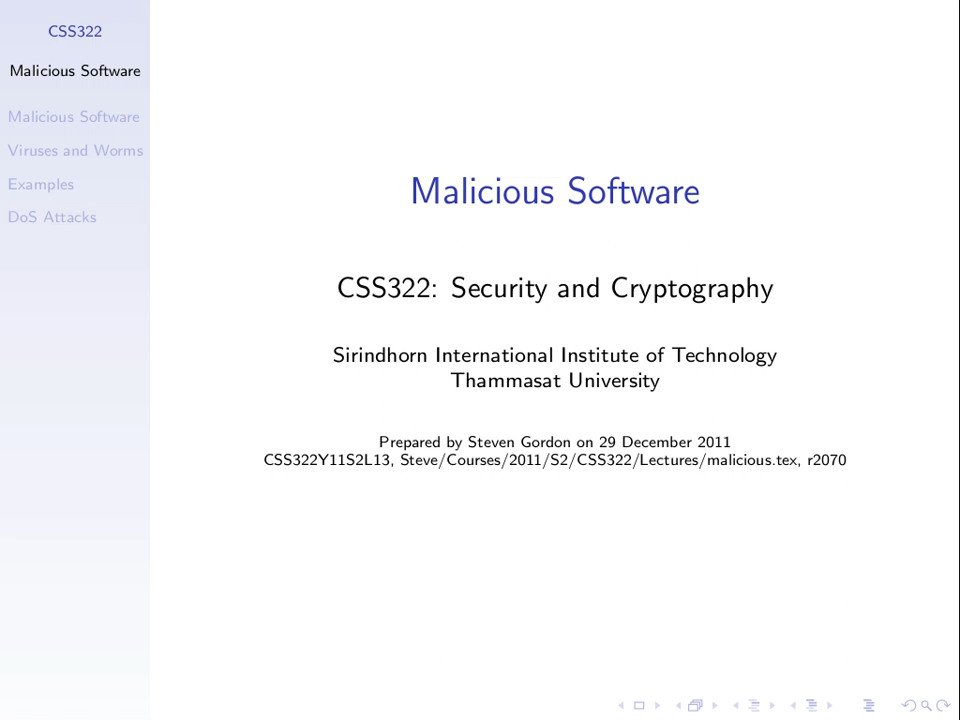 CSS322
Malicious Software
Malicious Software
Viruses and Worms
Examples
DoS Attacks
Malicious Software
CSS322: Security and Cryptography
Sirindhorn International Institute of Technology
Thammasat University
Prepared by Steven Gordon on 29 December 2011
CSS322Y11S2L13, Steve/Courses/2011/S2/CSS322/Lectures/malicious.tex, r2070